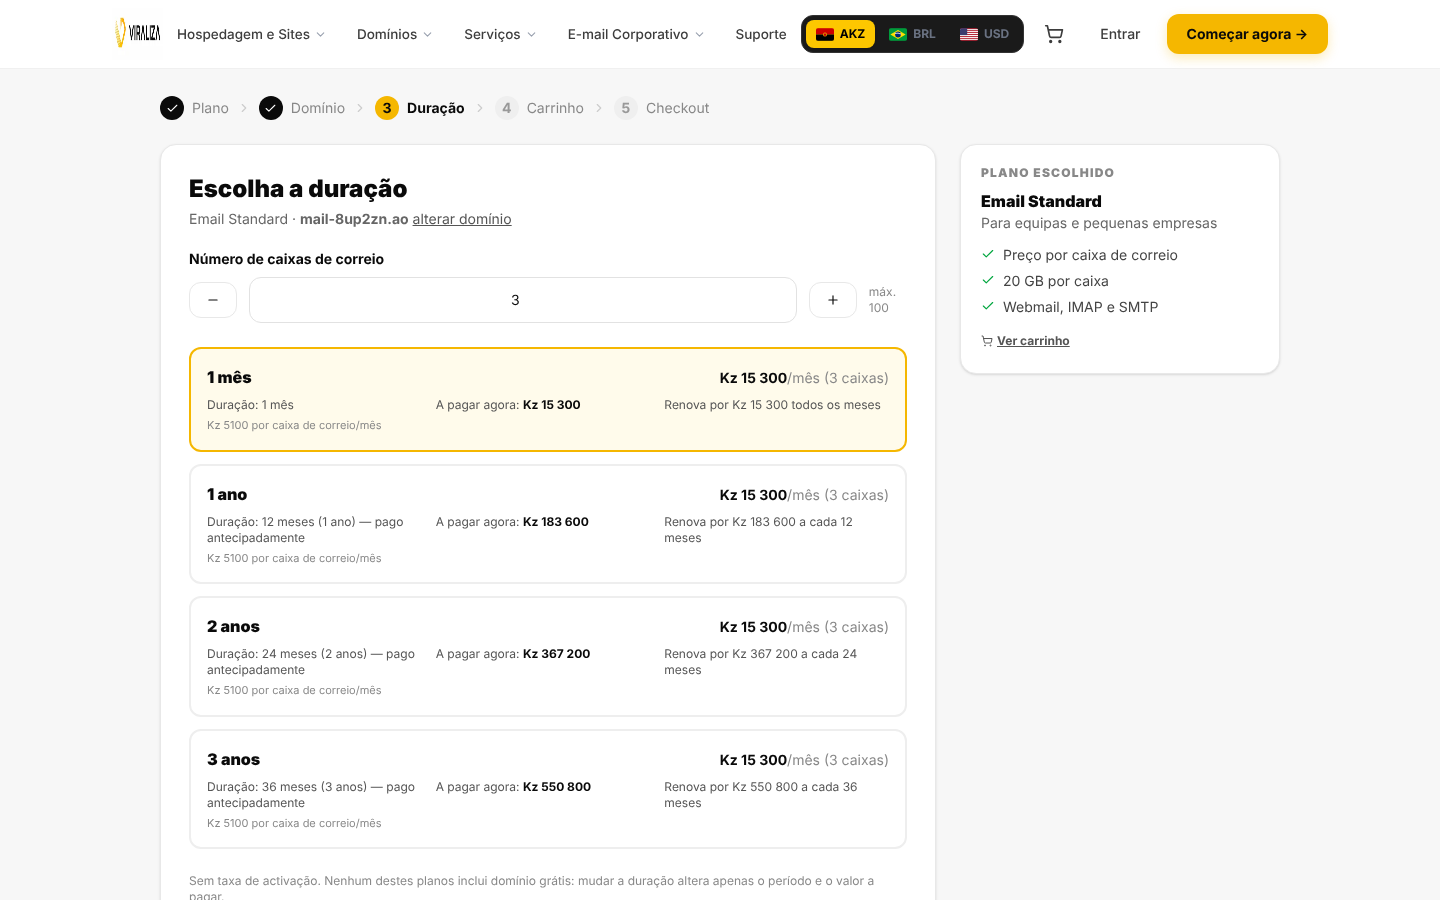 VIRALIZA
Hospedagem e Sites
Domínios
Serviços
E-mail Corporativo
Suporte
AKZ
BRL
USD
Entrar
Começar agora →
Plano
Domínio
3 Duração
4 Carrinho
5 Checkout
Escolha a duração
Email Standard · mail-8up2zn.ao alterar domínio
Número de caixas de correio
− 3 + máx.
100
1 mês
Kz 15 300/mês (3 caixas)
Duração: 1 mês
A pagar agora: Kz 15 300
Renova por Kz 15 300 todos os meses
Kz 5100 por caixa de correio/mês
1 ano
Kz 15 300/mês (3 caixas)
Duração: 12 meses (1 ano) — pago
antecipadamente
A pagar agora: Kz 183 600
Renova por Kz 183 600 a cada 12
meses
Kz 5100 por caixa de correio/mês
2 anos
Kz 15 300/mês (3 caixas)
Duração: 24 meses (2 anos) — pago
antecipadamente
A pagar agora: Kz 367 200
Renova por Kz 367 200 a cada 24
meses
Kz 5100 por caixa de correio/mês
3 anos
Kz 15 300/mês (3 caixas)
Duração: 36 meses (3 anos) — pago
antecipadamente
A pagar agora: Kz 550 800
Renova por Kz 550 800 a cada 36
meses
Kz 5100 por caixa de correio/mês
Sem taxa de activação. Nenhum destes planos inclui domínio grátis: mudar a duração altera apenas o período e o valor a
pagar.
PLANO ESCOLHIDO
Email Standard
Para equipas e pequenas empresas
Preço por caixa de correio
20 GB por caixa
Webmail, IMAP e SMTP
Ver carrinho